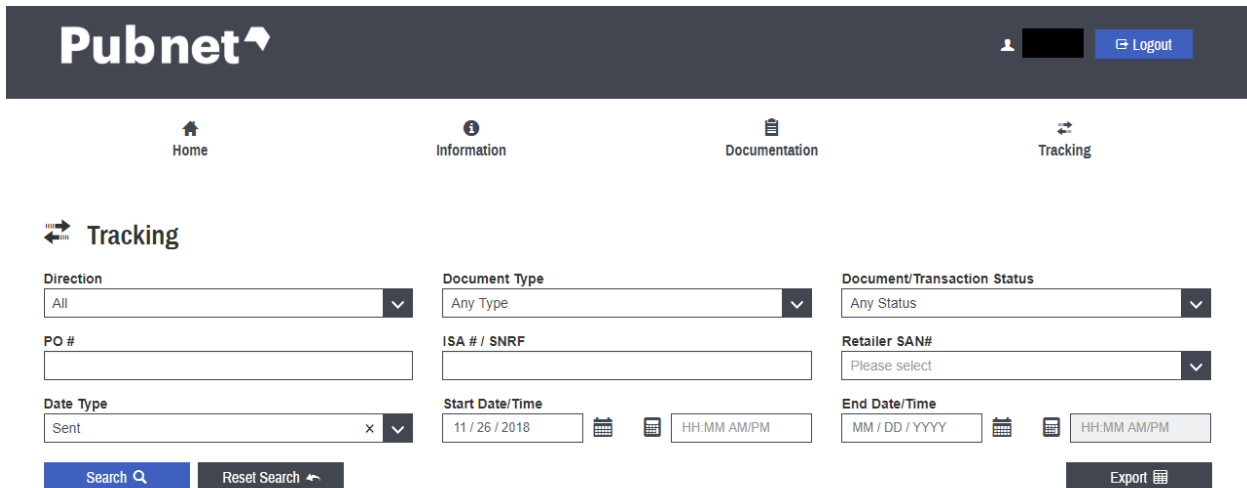 Pubnet
Logout
Home Information Documentation Tracking
Tracking
Direction Document Type Document/Transaction Status
All Any Type Any Status
PO # ISA # / SNRF Retailer SAN#
Please select
Date Type Start Date/Time End Date/Time
Sent x 11 / 26 / 2018 HH:MM AM/PM MM / DD / YYYY HH:MM AM/PM
Search Reset Search Export